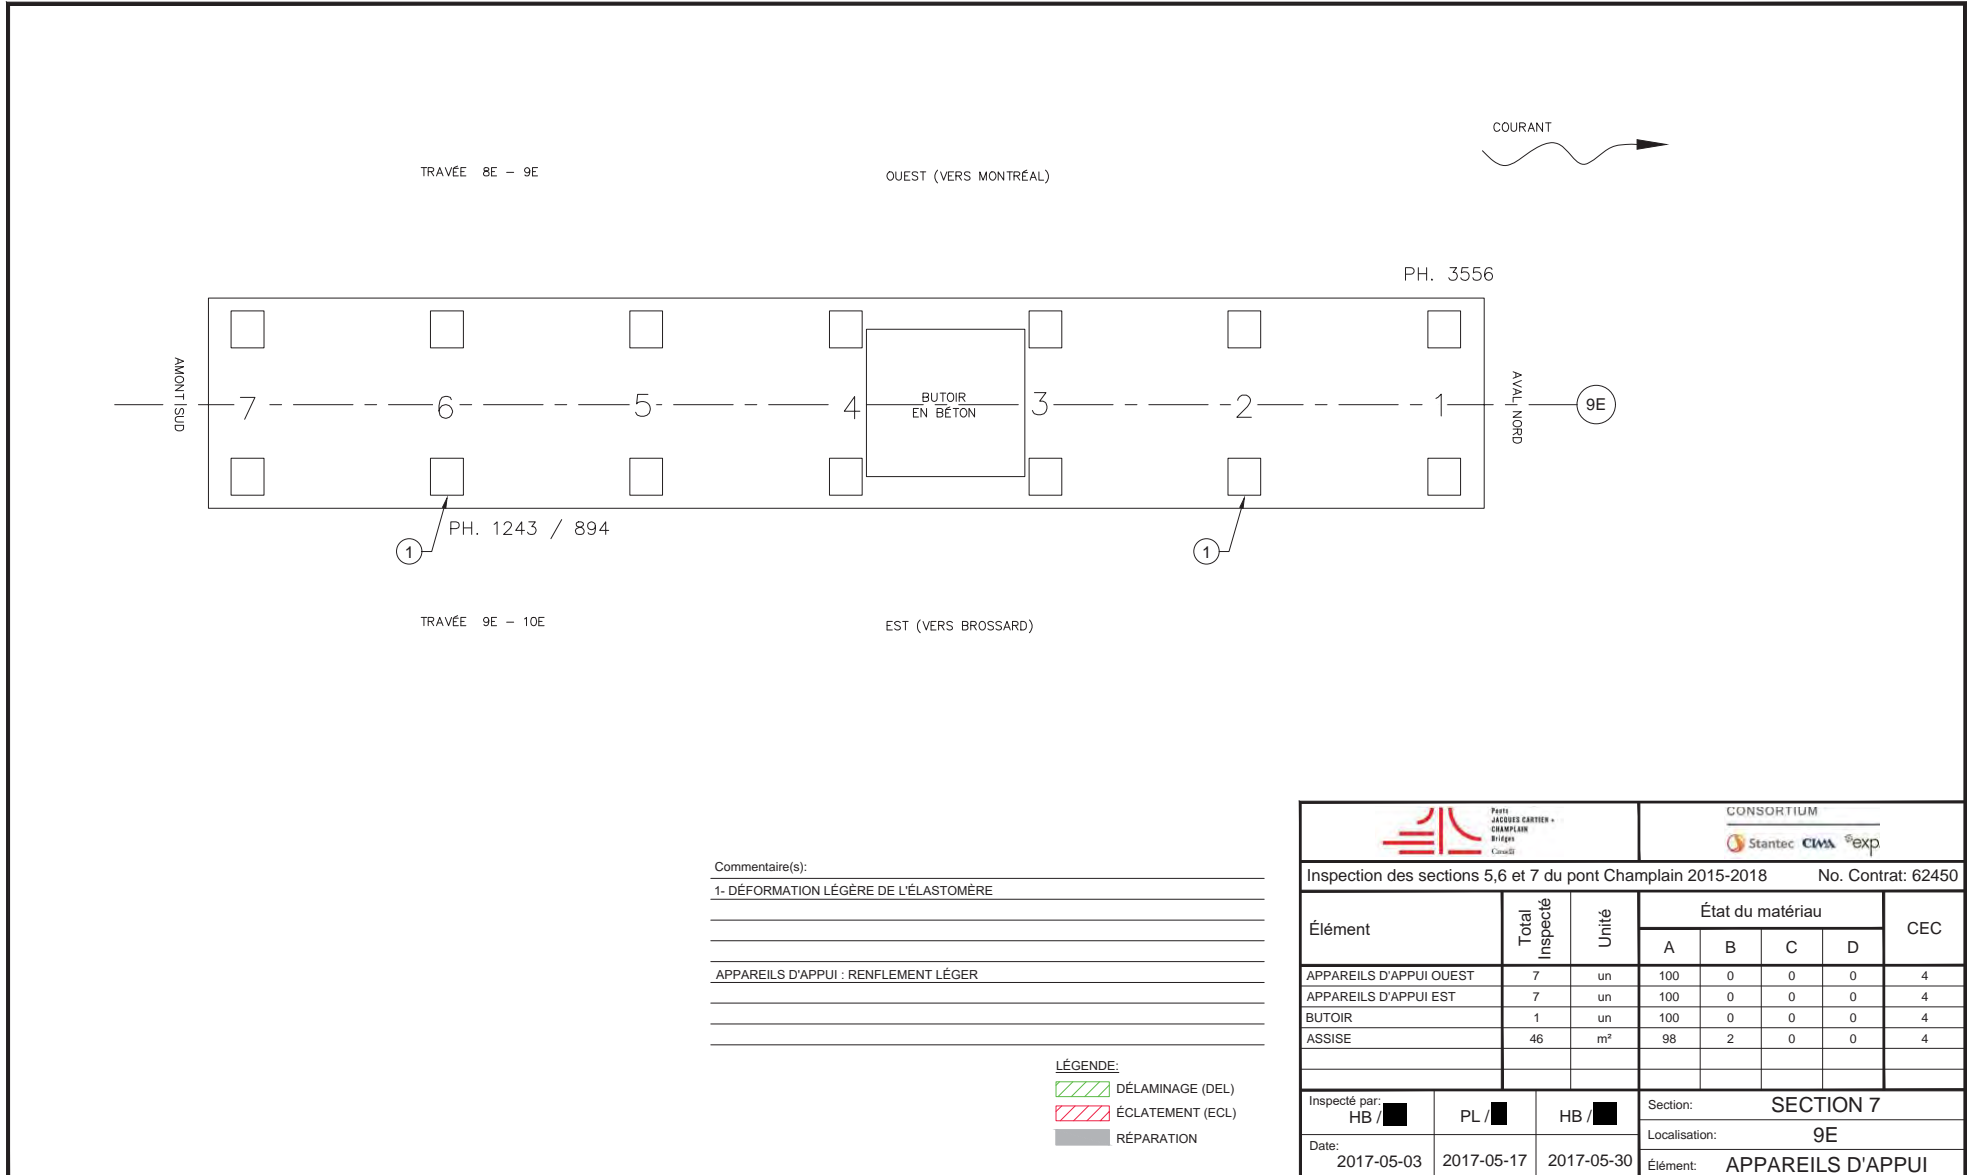 COURANT
TRAVÉE 8E – 9E
OUEST (VERS MONTRÉAL)
PH. 3556
AMONT SUD
7
6
5
4
BUTOIR
EN BÉTON
3
2
1
AVAL NORD
9E
PH. 1243 / 894
1
1
TRAVÉE 9E – 10E
EST (VERS BROSSARD)
Commentaire(s):
1- DÉFORMATION LÉGÈRE DE L'ÉLASTOMÈRE
APPAREILS D'APPUI : RENFLEMENT LÉGER
LÉGENDE:
DÉLAMINAGE (DEL)
ÉCLATEMENT (ECL)
RÉPARATION
Ponts
JACQUES CARTIER +
CHAMPLAIN
Bridges
Canada
CONSORTIUM
Stantec CIMA exp.
Inspection des sections 5,6 et 7 du pont Champlain 2015-2018 No. Contrat: 62450
Élément
Total
Inspecté
Unité
État du matériau
CEC
A B C D
APPAREILS D'APPUI OUEST 7 un 100 0 0 0 4
APPAREILS D'APPUI EST 7 un 100 0 0 0 4
BUTOIR 1 un 100 0 0 0 4
ASSISE 46 m² 98 2 0 0 4
Inspecté par:
HB / PL / HB /
Date:
2017-05-03 2017-05-17 2017-05-30
Section: SECTION 7
Localisation: 9E
Élément: APPAREILS D'APPUI